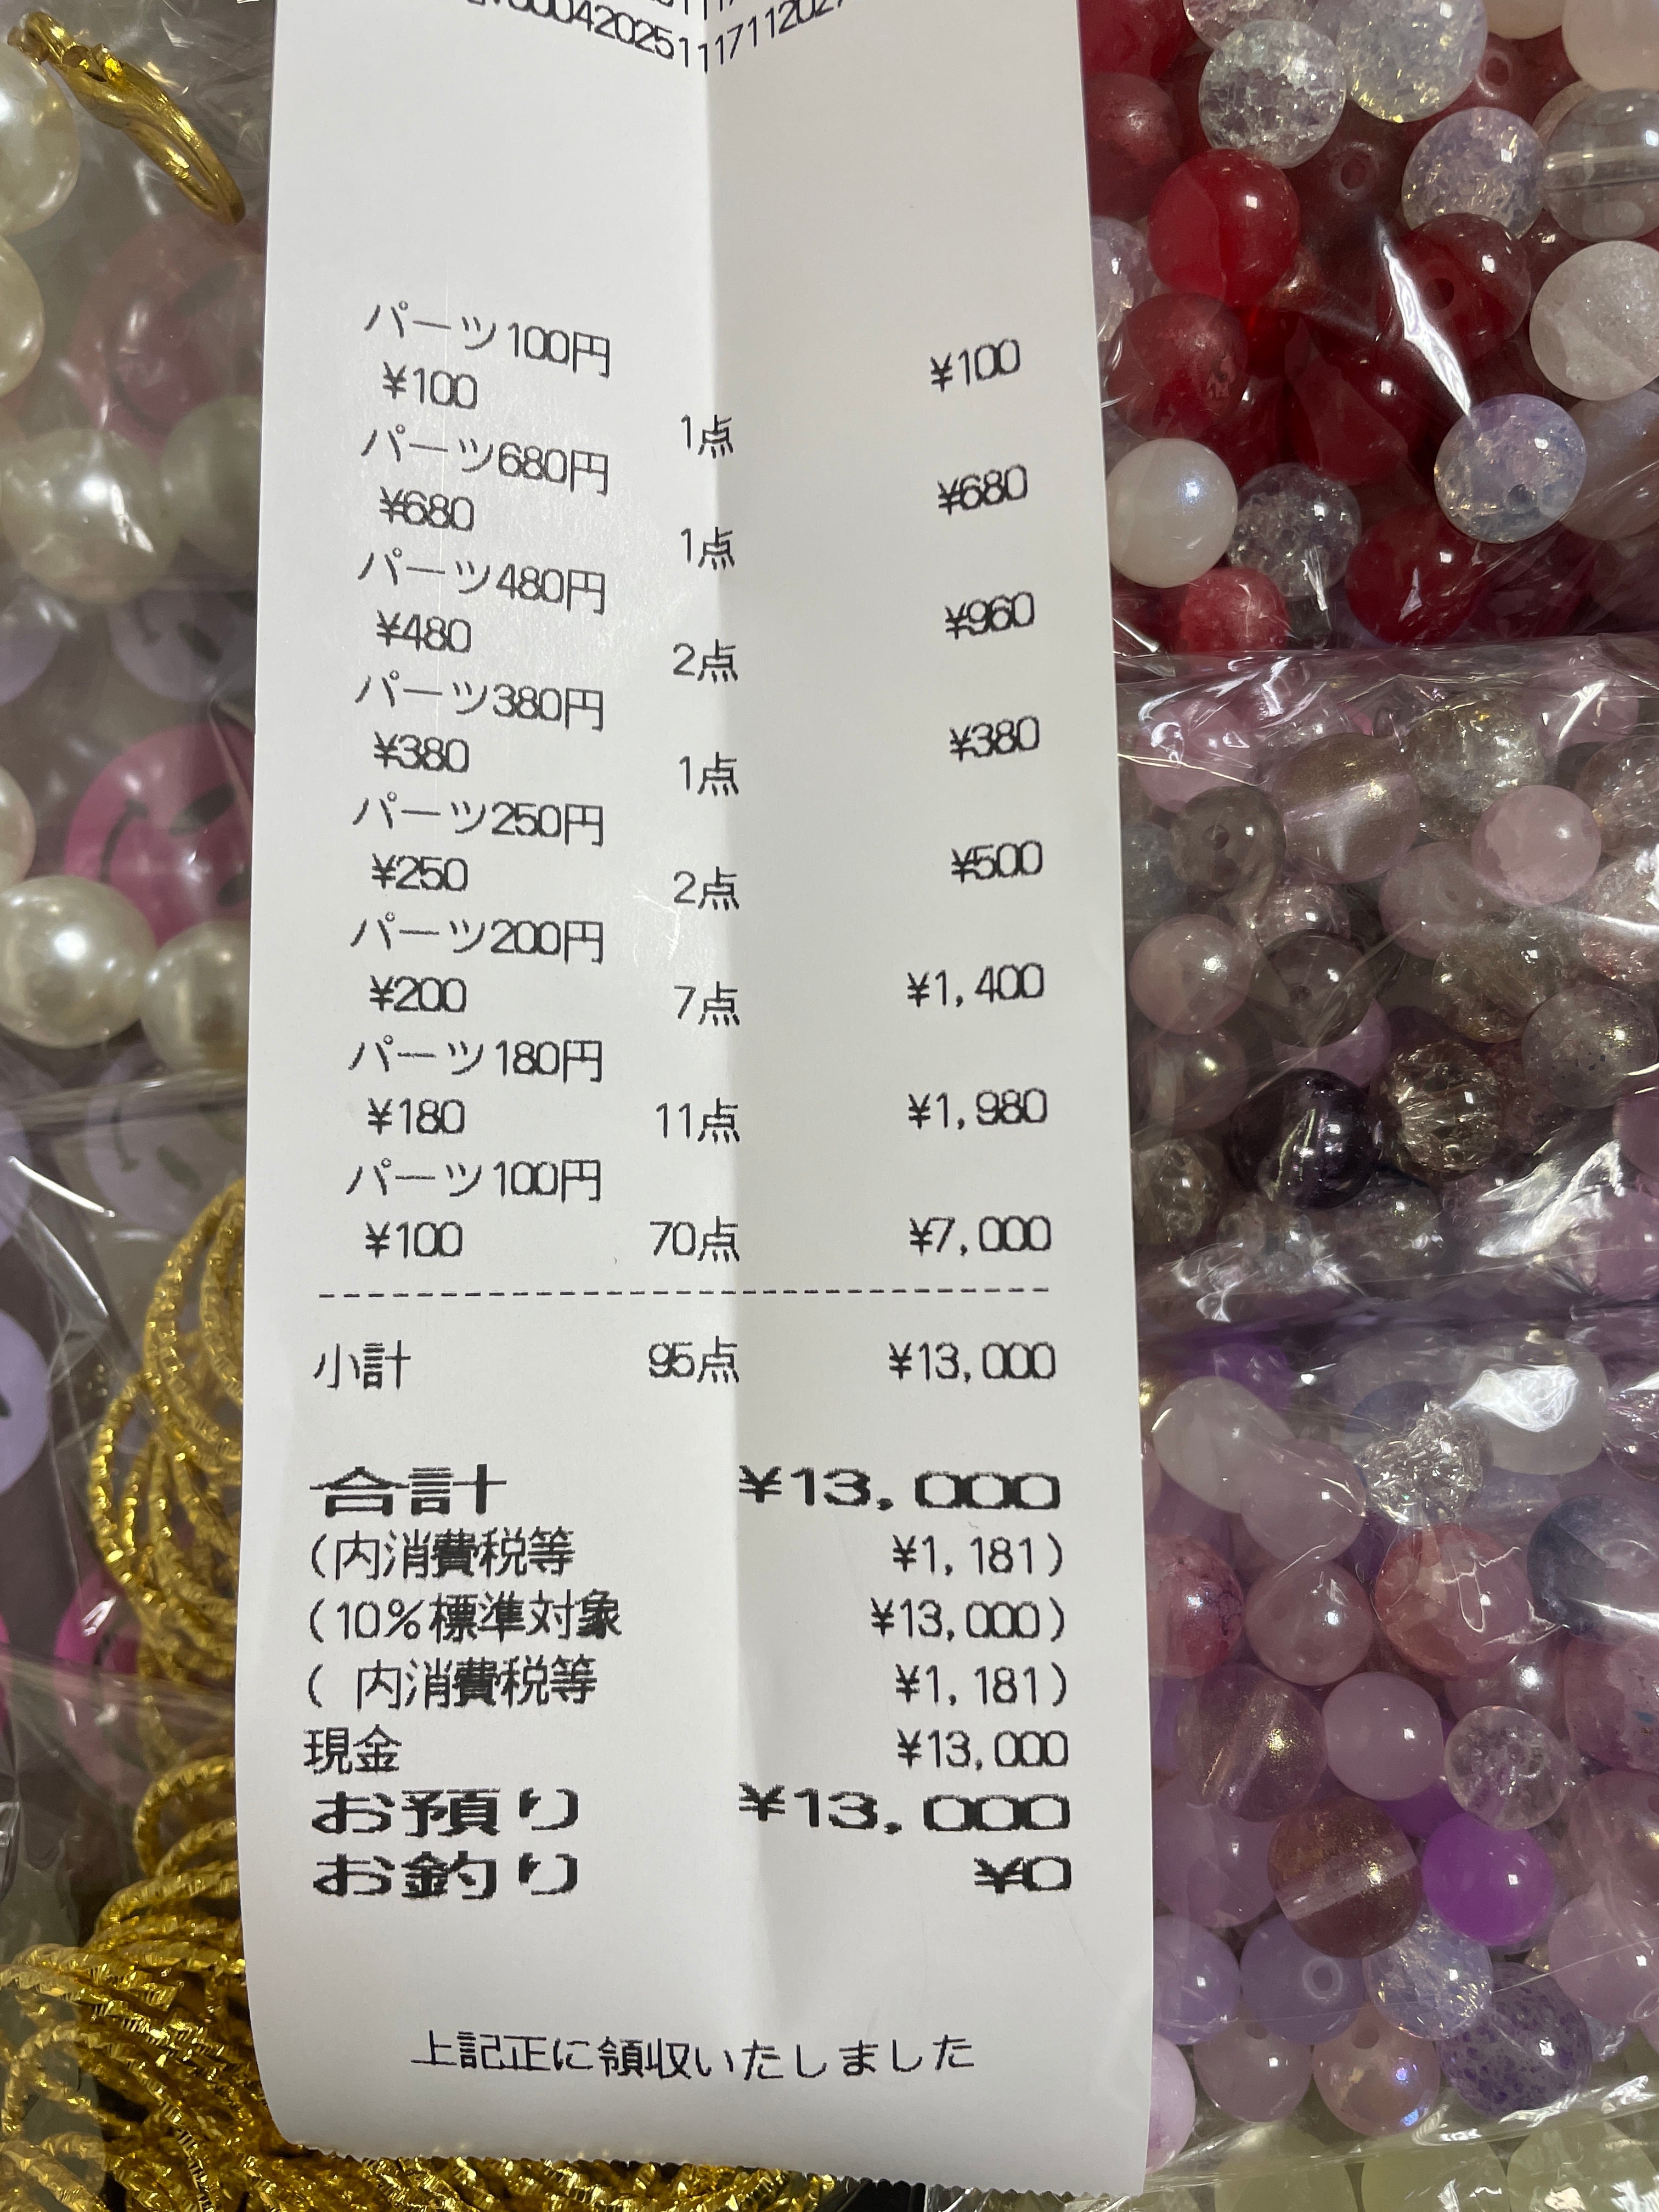 パーツ100円
¥100 1点 ¥100
パーツ680円
¥680 1点 ¥680
パーツ480円
¥480 2点 ¥960
パーツ380円
¥380 1点 ¥380
パーツ250円
¥250 2点 ¥500
パーツ200円
¥200 7点 ¥1,400
パーツ180円
¥180 11点 ¥1,980
パーツ100円
¥100 70点 ¥7,000
小計 95点 ¥13,000
合計 ¥13,000
(内消費税等 ¥1,181)
(10%標準対象 ¥13,000)
( 内消費税等 ¥1,181)
現金 ¥13,000
お預り ¥13,000
お釣り ¥0
上記正に領収いたしました